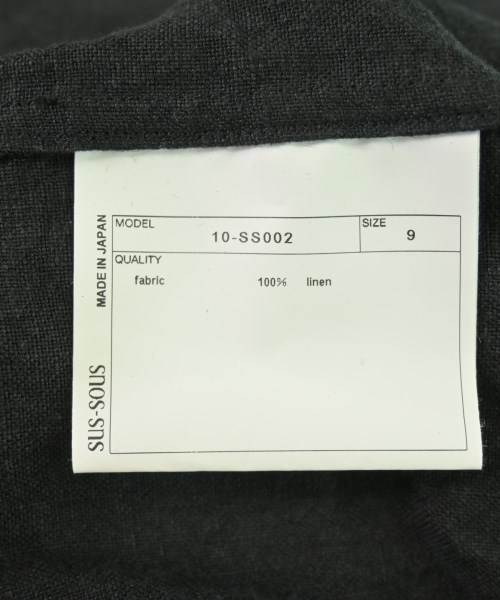 MODEL
10-SS002
SIZE
9
QUALITY
fabric 100% linen
MADE IN JAPAN
SUS-SOUS